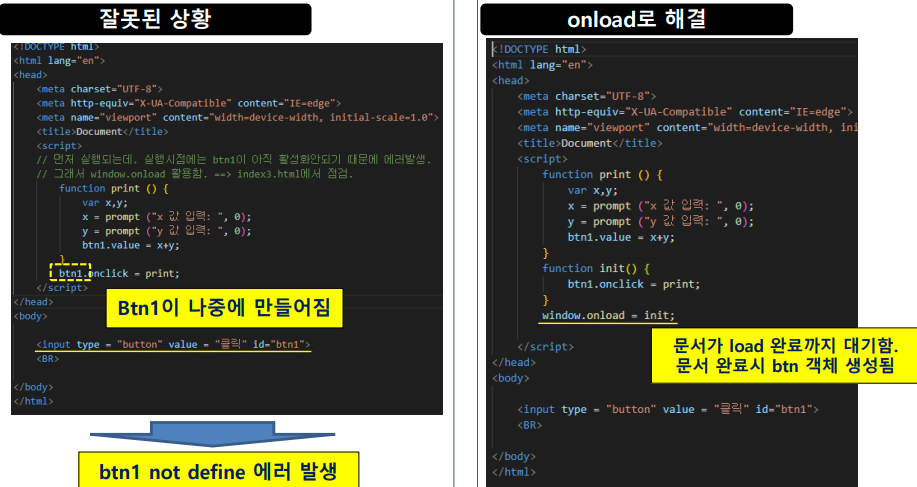 잘못된 상황
<!DOCTYPE html>
<html lang="en">
<head>
<meta charset="UTF-8">
<meta http-equiv="X-UA-Compatible" content="IE=edge">
<meta name="viewport" content="width=device-width, initial-scale=1.0">
<title>Document</title>
<script>
// 먼저 실행되는데. 실행시점에는 btn1이 아직 활성화안되기 때문에 에러발생.
// 그래서 window.onload 활용함. ==> index3.html에서 점검.
function print () {
var x,y;
x = prompt ("x 값 입력: ", 0);
y = prompt ("y 값 입력: ", 0);
btn1.value = x+y;
}
btn1.onclick = print;
</script>
</head>
Btn1이 나중에 만들어짐
<body>
<input type = "button" value = "클릭" id="btn1">
<BR>
</body>
</html>
btn1 not define 에러 발생
onload로 해결
<!DOCTYPE html>
<html lang="en">
<head>
<meta charset="UTF-8">
<meta http-equiv="X-UA-Compatible" content="IE=edge">
<meta name="viewport" content="width=device-width, ini
<title>Document</title>
<script>
function print () {
var x,y;
x = prompt ("x 값 입력: ", 0);
y = prompt ("y 값 입력: ", 0);
btn1.value = x+y;
}
function init() {
btn1.onclick = print;
}
window.onload = init;
문서가 load 완료까지 대기함.
문서 완료시 btn 객체 생성됨
</script>
</head>
<body>
<input type = "button" value = "클릭" id="btn1">
<BR>
</body>
</html>